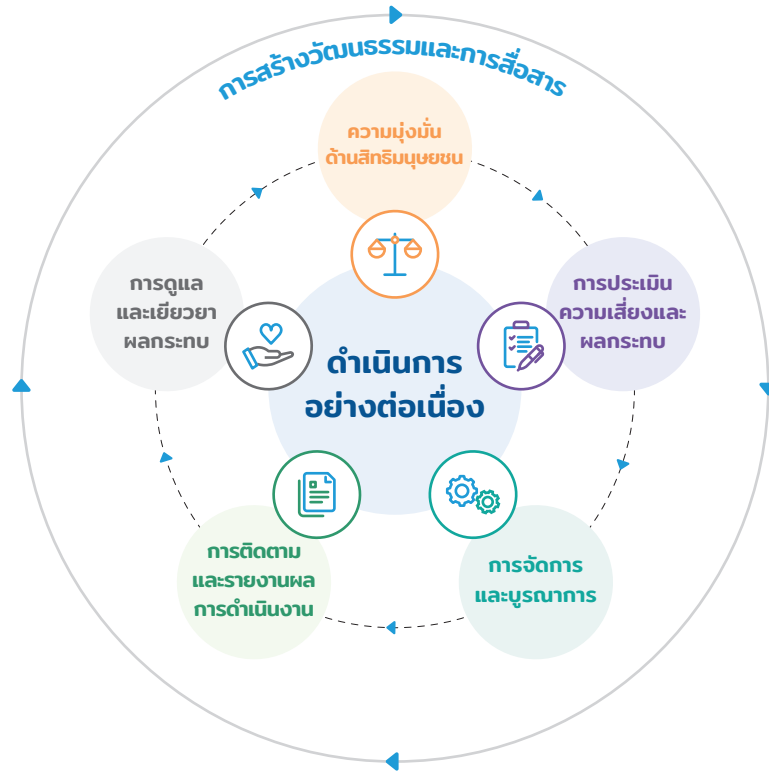 การสร้างวัฒนธรรมและการสื่อสาร
ความมุ่งมั่น
ด้านสิทธิมนุษยชน
การประเมิน
ความเสี่ยงและ
ผลกระทบ
การจัดการ
และบูรณาการ
การติดตาม
และรายงานผล
การดำเนินงาน
การดูแล
และเยียวยา
ผลกระทบ
ดำเนินการ
อย่างต่อเนื่อง